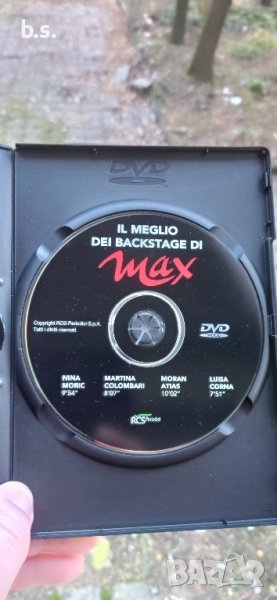 b.s.
DVD
IL MEGLIO
DEI BACKSTAGE DI
max
Copyright RCS Periodici S.p.A.
Tutti i diritti riservati.
DVD
NINA MORIC 9'54"
MARTINA COLOMBARI 8'07"
MORAN ATIAS 10'02"
LUISA CORNA 7'51"
RCS
BAZAR